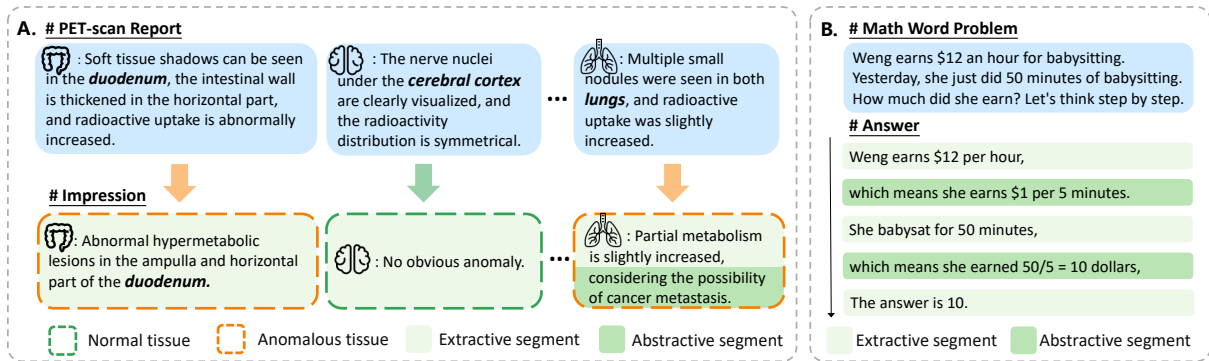 A. # PET-scan Report
: Soft tissue shadows can be seen
in the duodenum, the intestinal wall
is thickened in the horizontal part,
and radioactive uptake is abnormally
increased.
: The nerve nuclei
under the cerebral cortex
are clearly visualized, and
the radioactivity
distribution is symmetrical.
...
: Multiple small
nodules were seen in both
lungs, and radioactive
uptake was slightly
increased.
# Impression
: Abnormal hypermetabolic
lesions in the ampulla and horizontal
part of the duodenum.
: No obvious anomaly.
...
: Partial metabolism
is slightly increased,
considering the possibility
of cancer metastasis.
Normal tissue
Anomalous tissue
Extractive segment
Abstractive segment
B. # Math Word Problem
Weng earns $12 an hour for babysitting.
Yesterday, she just did 50 minutes of babysitting.
How much did she earn? Let's think step by step.
# Answer
Weng earns $12 per hour,
which means she earns $1 per 5 minutes.
She babysat for 50 minutes,
which means she earned 50/5 = 10 dollars,
The answer is 10.
Extractive segment
Abstractive segment